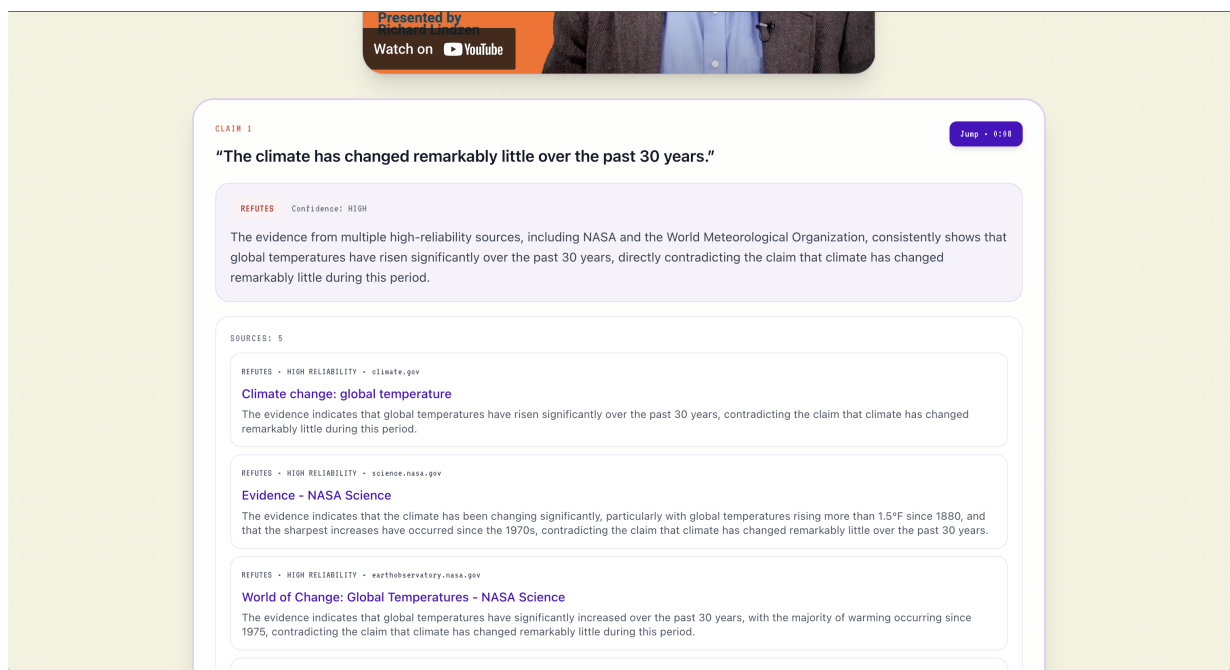 Presented by
Richard Lindzen
Watch on YouTube
CLAIM 1
Jump • 0:08
“The climate has changed remarkably little over the past 30 years.”
REFUTES Confidence: HIGH
The evidence from multiple high-reliability sources, including NASA and the World Meteorological Organization, consistently shows that
global temperatures have risen significantly over the past 30 years, directly contradicting the claim that climate has changed
remarkably little during this period.
SOURCES: 5
REFUTES • HIGH RELIABILITY • climate.gov
Climate change: global temperature
The evidence indicates that global temperatures have risen significantly over the past 30 years, contradicting the claim that climate has changed
remarkably little during this period.
REFUTES • HIGH RELIABILITY • science.nasa.gov
Evidence - NASA Science
The evidence indicates that the climate has been changing significantly, particularly with global temperatures rising more than 1.5°F since 1880, and
that the sharpest increases have occurred since the 1970s, contradicting the claim that climate has changed remarkably little over the past 30 years.
REFUTES • HIGH RELIABILITY • earthobservatory.nasa.gov
World of Change: Global Temperatures - NASA Science
The evidence indicates that global temperatures have significantly increased over the past 30 years, with the majority of warming occurring since
1975, contradicting the claim that climate has changed remarkably little during this period.